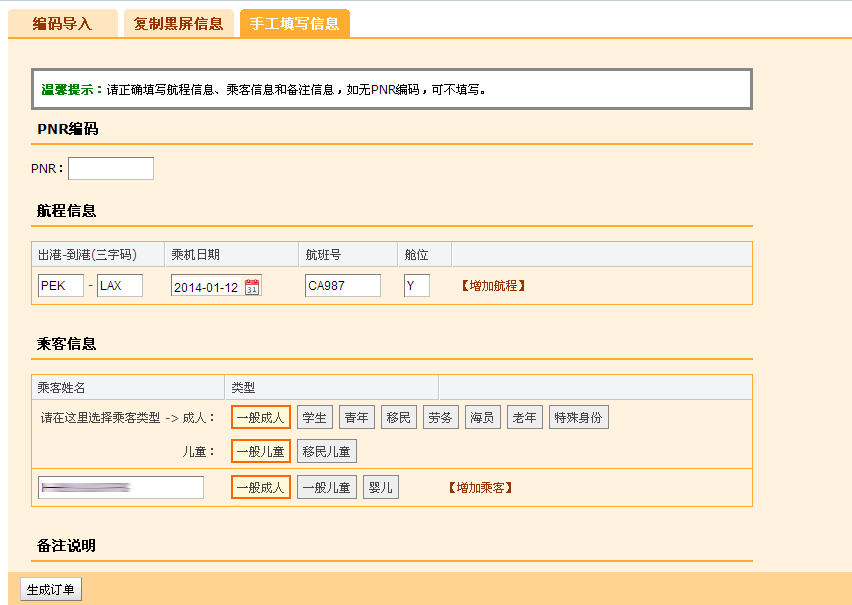 编码导入 复制黑屏信息 手工填写信息
温馨提示：请正确填写航程信息、乘客信息和备注信息，如无PNR编码，可不填写。
PNR编码
PNR：
航程信息
出港-到港(三字码) 乘机日期 航班号 舱位
PEK - LAX 2014-01-12 31 CA987 Y 【增加航程】
乘客信息
乘客姓名 类型
请在这里选择乘客类型 -> 成人： 一般成人 学生 青年 移民 劳务 海员 老年 特殊身份
儿童： 一般儿童 移民儿童
一般成人 一般儿童 婴儿 【增加乘客】
备注说明
生成订单